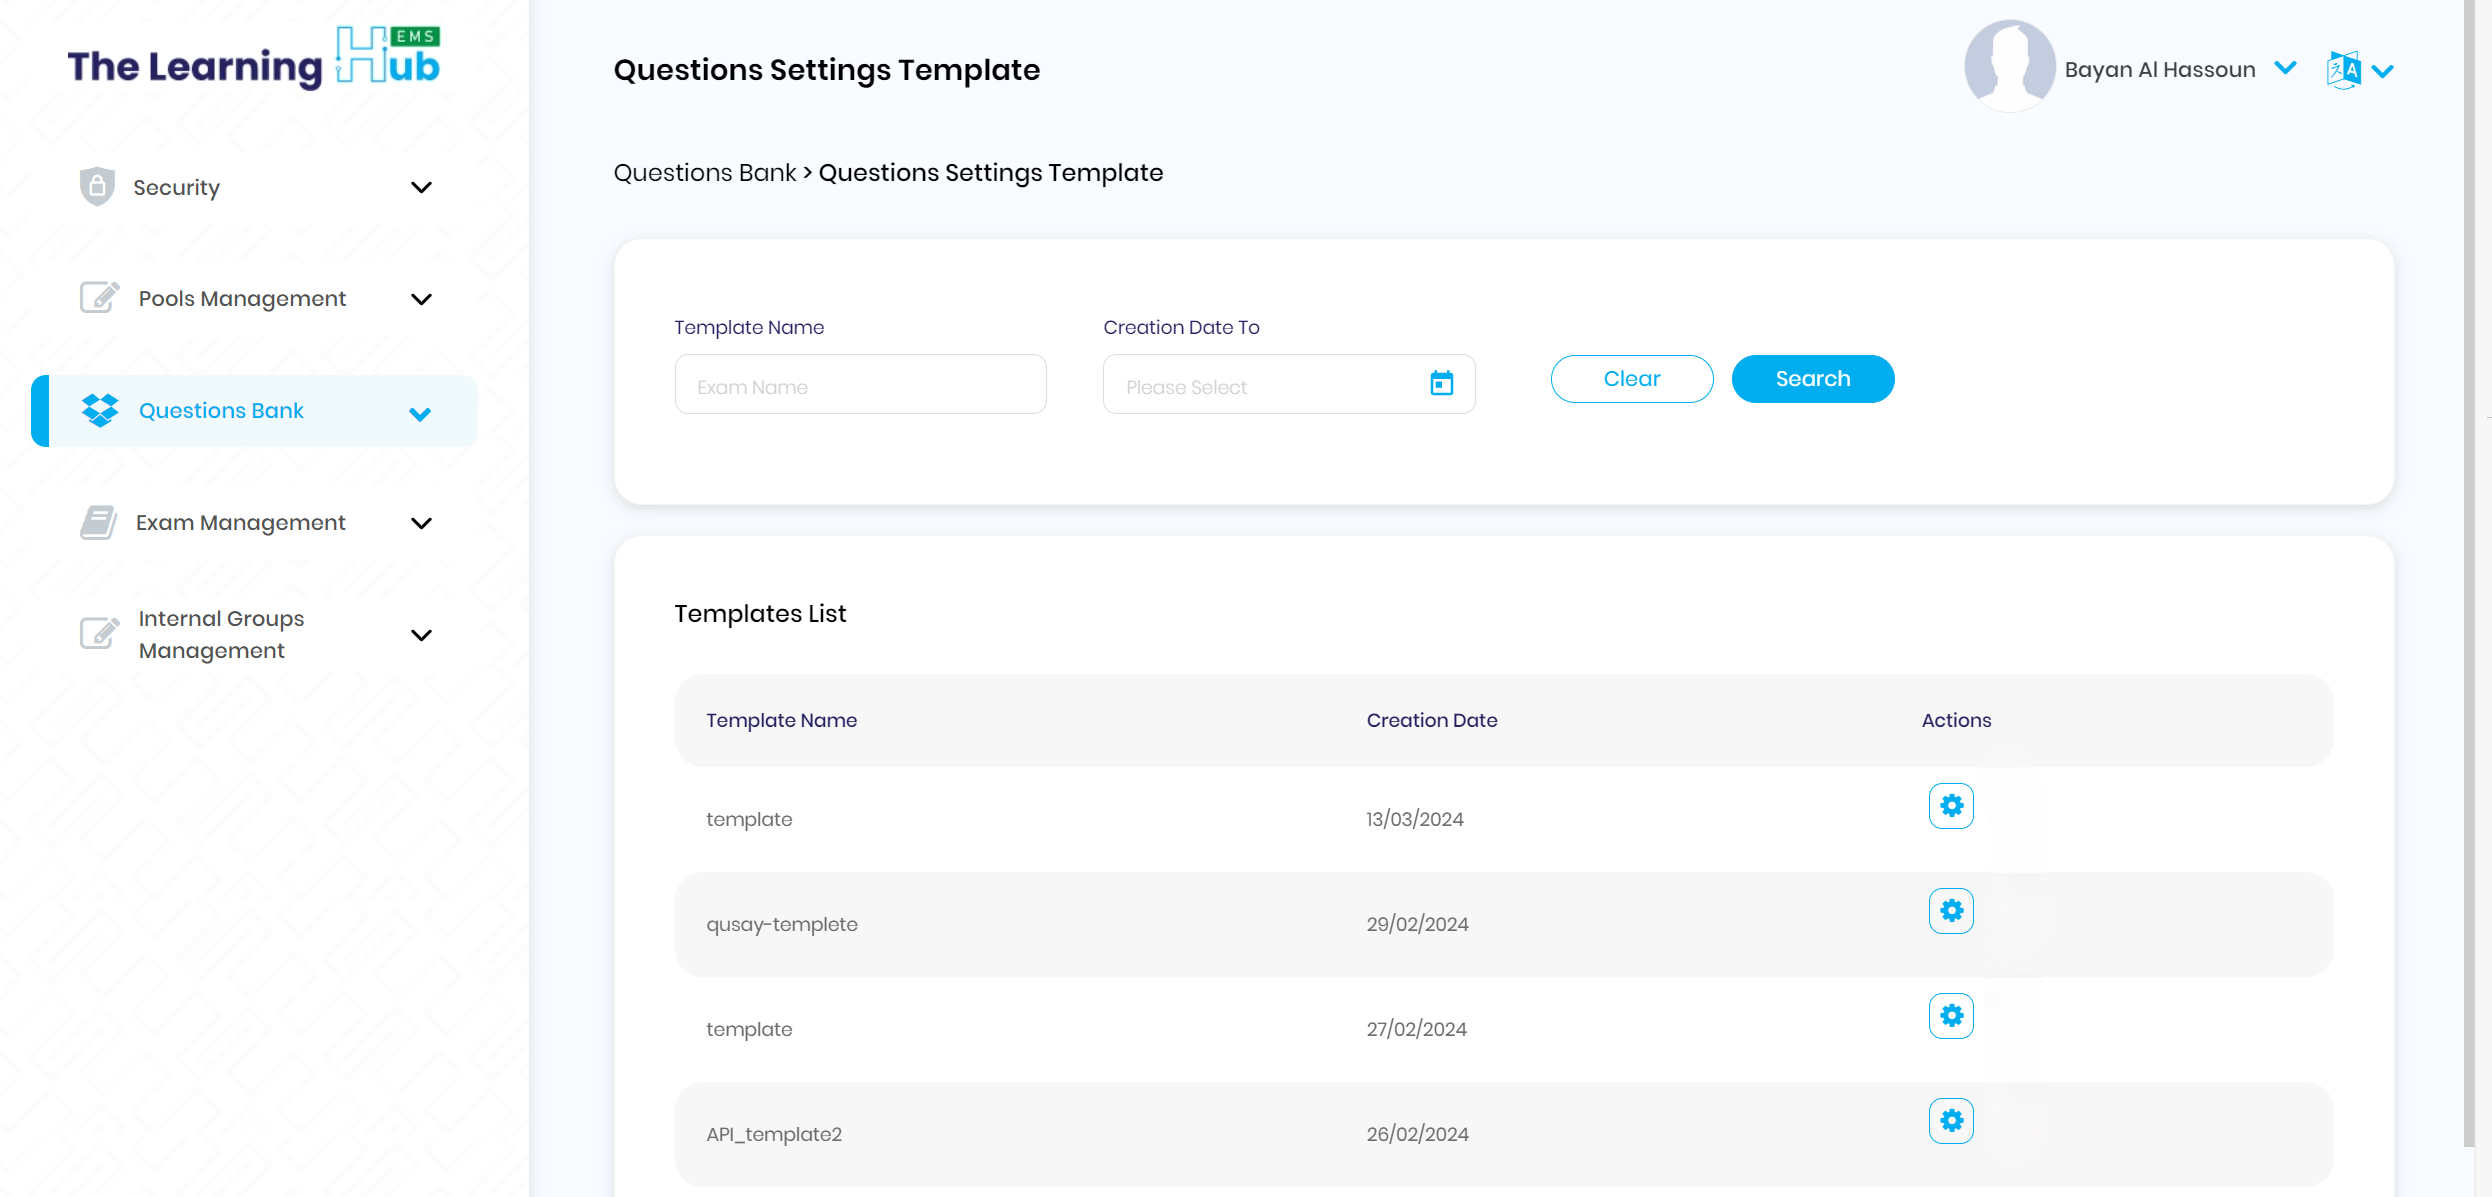 The Learning Hub EMS
Questions Settings Template
Bayan Al Hassoun
Questions Bank > Questions Settings Template
Security
Pools Management
Questions Bank
Exam Management
Internal Groups
Management
Template Name
Creation Date To
Exam Name
Please Select
Clear
Search
Templates List
Template Name
Creation Date
Actions
template
13/03/2024
qusay-templete
29/02/2024
template
27/02/2024
API_template2
26/02/2024